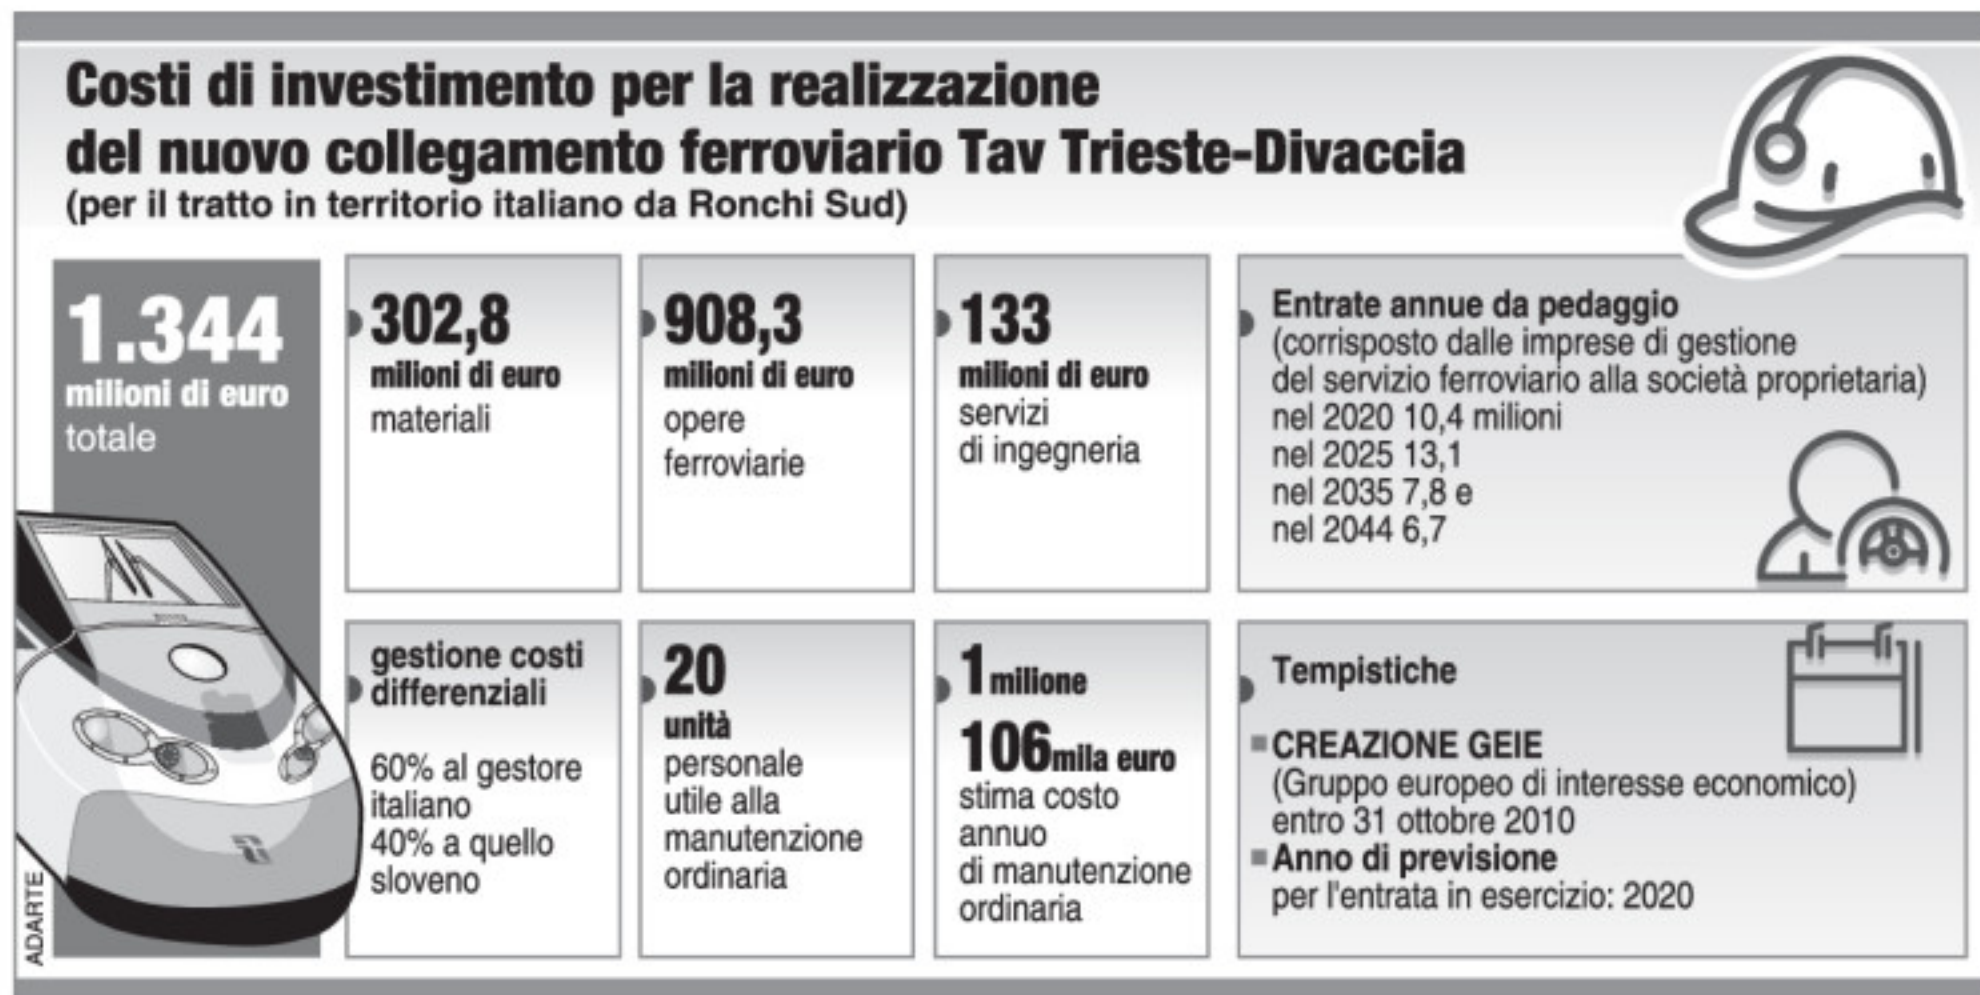 Costi di investimento per la realizzazione
del nuovo collegamento ferroviario Tav Trieste-Divaccia
(per il tratto in territorio italiano da Ronchi Sud)
1.344
milioni di euro
totale
302,8
milioni di euro
materiali
908,3
milioni di euro
opere
ferroviarie
133
milioni di euro
servizi
di ingegneria
Entrate annue da pedaggio
(corrisposto dalle imprese di gestione
del servizio ferroviario alla società proprietaria)
nel 2020 10,4 milioni
nel 2025 13,1
nel 2035 7,8 e
nel 2044 6,7
gestione costi
differenziali
60% al gestore
italiano
40% a quello
sloveno
20
unità
personale
utile alla
manutenzione
ordinaria
1 milione
106 mila euro
stima costo
annuo
di manutenzione
ordinaria
Tempistiche
CREAZIONE GEIE
(Gruppo europeo di interesse economico)
entro 31 ottobre 2010
Anno di previsione
per l'entrata in esercizio: 2020
ADARTE